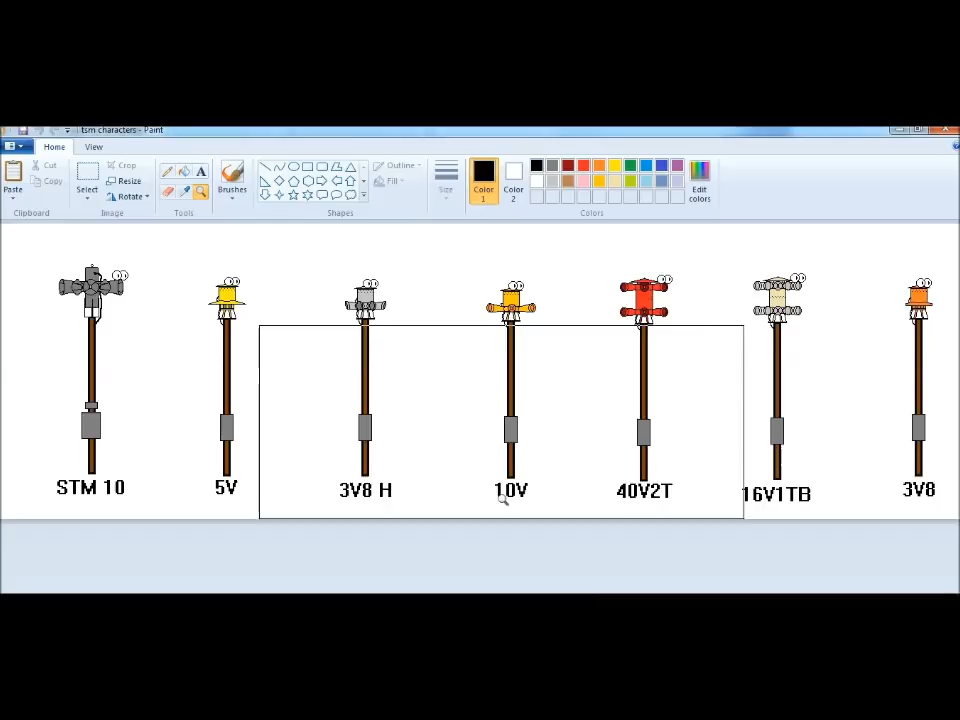 tsm characters - Paint
Home View
Paste
Cut
Copy
Clipboard
Select
Crop
Resize
Rotate
Image
A
Tools
Brushes
Outline
Fill
Shapes
Size
Color 1
Color 2
Edit colors
Colors
STM 10 5V 3V8 H 10V 40V2T 16V1TB 3V8